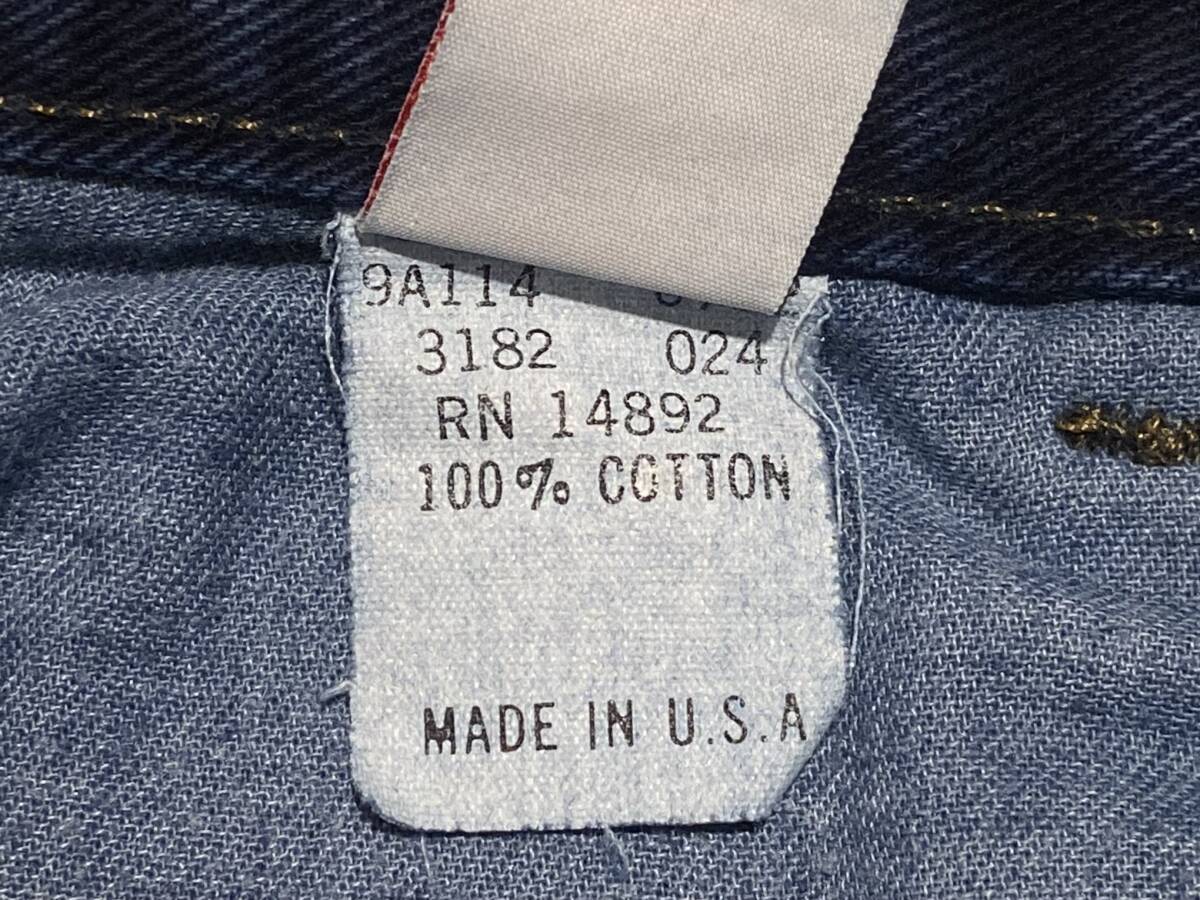 9A114
3182 024
RN 14892
100% COTTON
MADE IN U.S.A